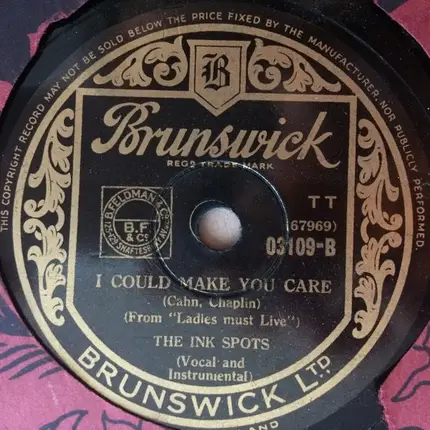 THIS COPYRIGHT RECORD MAY NOT BE SOLD BELOW THE PRICE FIXED BY THE MANUFACTURER, NOR PUBLICLY PERFORMED.
B
Brunswick
REGD TRADE MARK
B. FELDMAN & Co
B.F & Co
TT
(67969)
03109-B
I COULD MAKE YOU CARE
(Cahn, Chaplin)
(From "Ladies must Live")
THE INK SPOTS
(Vocal and
Instrumental)
BRUNSWICK LTD